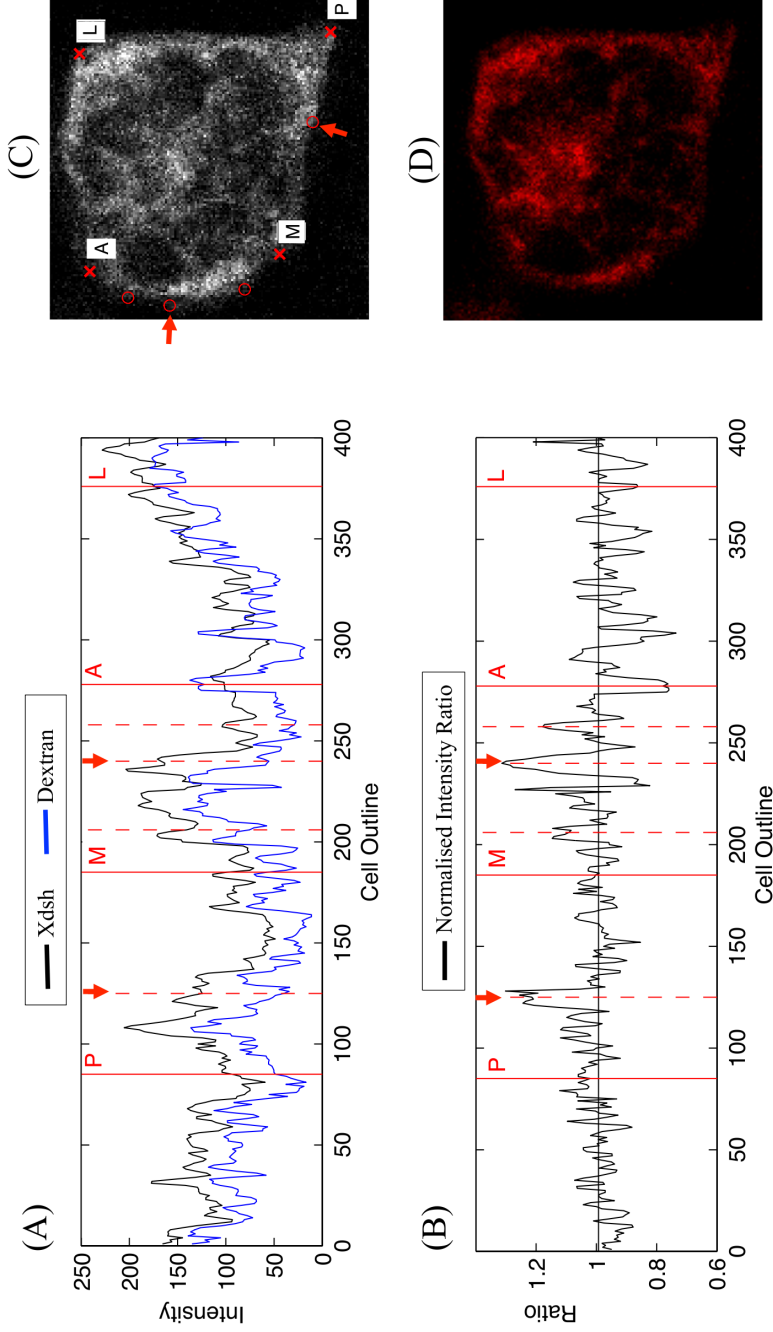 (A)
Xdsh
Dextran
250
200
150
100
50
0
Intensity
P
M
A
L
0
50
100
150
200
250
300
350
400
Cell Outline
(B)
Normalised Intensity Ratio
1.2
1
0.8
0.6
Ratio
P
M
A
L
0
50
100
150
200
250
300
350
400
Cell Outline
(C)
A
L
M
P
(D)